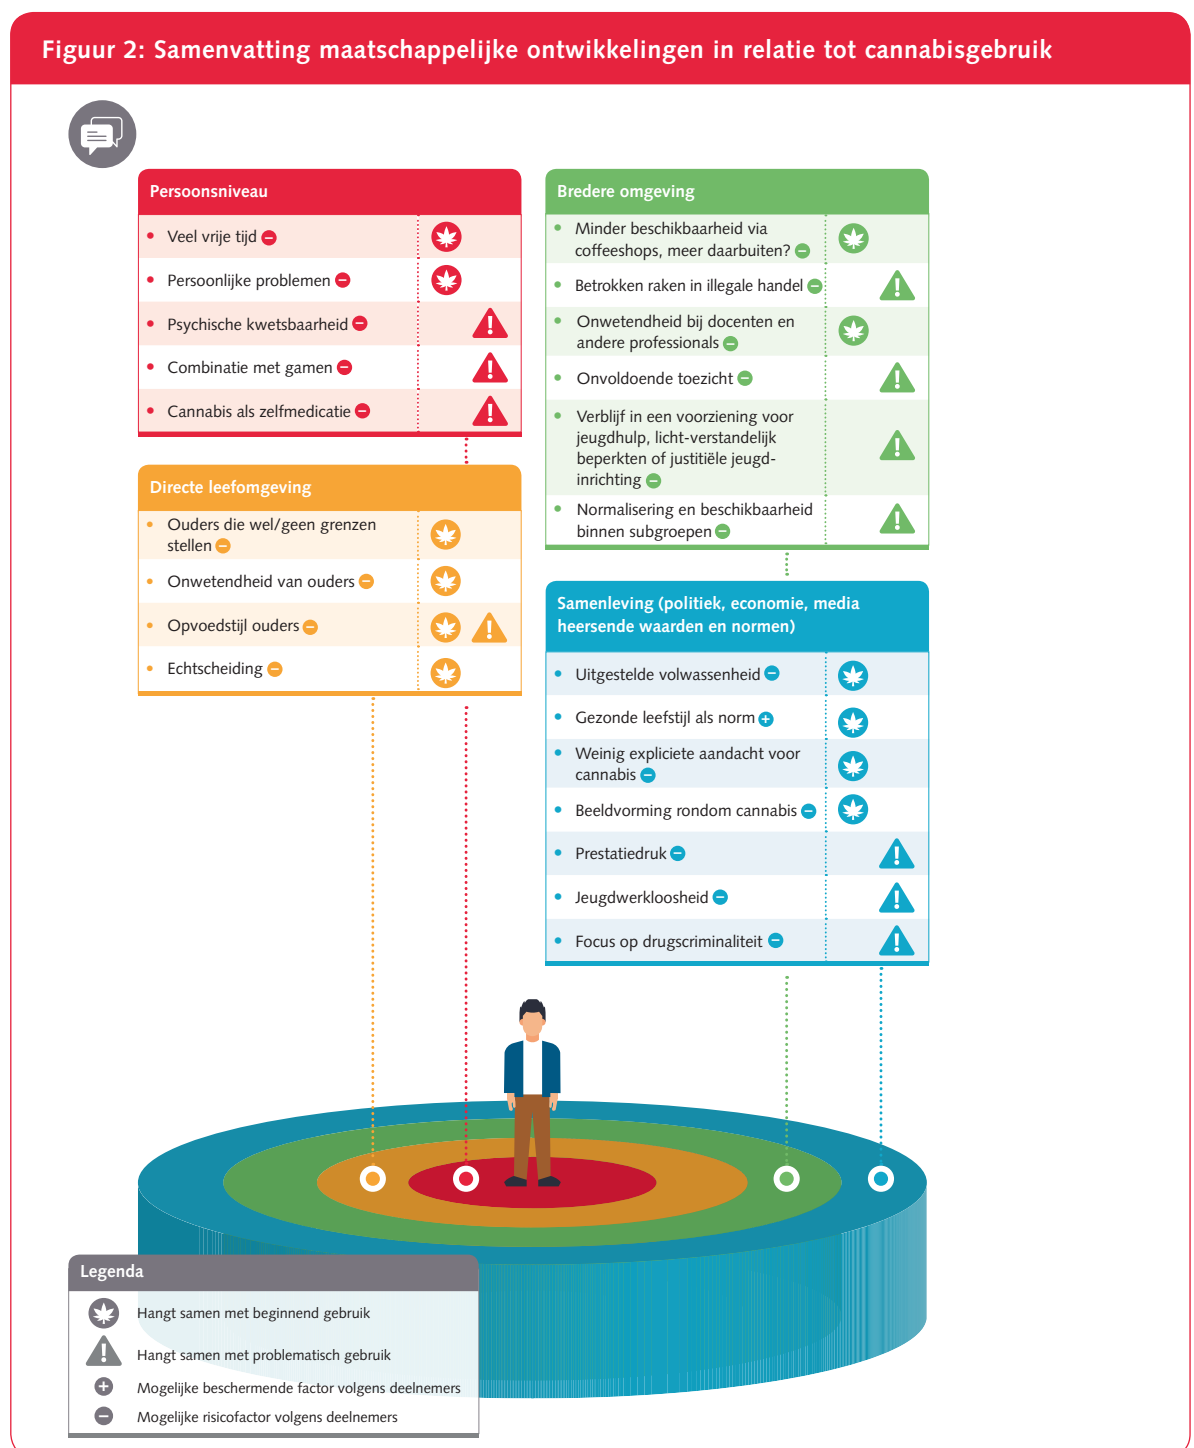 Figuur 2: Samenvatting maatschappelijke ontwikkelingen in relatie tot cannabisgebruik
Persoonsniveau
• Veel vrije tijd
• Persoonlijke problemen
• Psychische kwetsbaarheid
• Combinatie met gamen
• Cannabis als zelfmedicatie
Directe leefomgeving
• Ouders die wel/geen grenzen
stellen
• Onwetendheid van ouders
• Opvoedstijl ouders
• Echtscheiding
Bredere omgeving
• Minder beschikbaarheid via
coffeeshops, meer daarbuiten?
• Betrokken raken in illegale handel
• Onwetendheid bij docenten en
andere professionals
• Onvoldoende toezicht
• Verblijf in een voorziening voor
jeugdhulp, licht-verstandelijk
beperkten of justitiële jeugd-
inrichting
• Normalisering en beschikbaarheid
binnen subgroepen
Samenleving (politiek, economie, media
heersende waarden en normen)
• Uitgestelde volwassenheid
• Gezonde leefstijl als norm
• Weinig expliciete aandacht voor
cannabis
• Beeldvorming rondom cannabis
• Prestatiedruk
• Jeugdwerkloosheid
• Focus op drugscriminaliteit
Legenda
Hangt samen met beginnend gebruik
Hangt samen met problematisch gebruik
Mogelijke beschermende factor volgens deelnemers
Mogelijke risicofactor volgens deelnemers